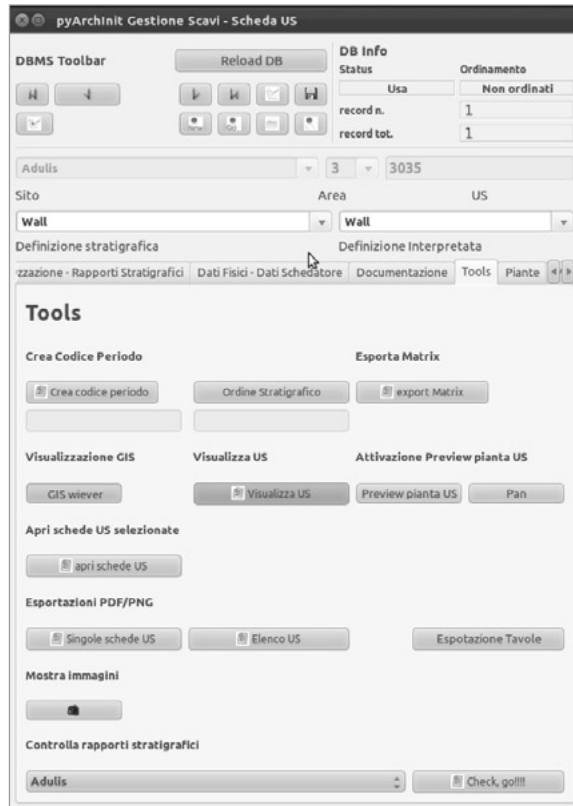 pyArchInit Gestione Scavi - Scheda US
DBMS Toolbar
Reload DB
DB Info
Status
Ordinamento
Usa
Non ordinati
record n.
1
record tot.
1
Adulis
3
3035
Sito
Area
US
Wall
Wall
Definizione stratigrafica
Definizione Interpretata
zzazione - Rapporti Stratigrafici
Dati Fisici - Dati Schedatore
Documentazione
Tools
Piante
Tools
Crea Codice Periodo
Esporta Matrix
Crea codice periodo
Ordine Stratigrafico
export Matrix
Visualizzazione GIS
Visualizza US
Attivazione Preview pianta US
GIS wiever
Visualizza US
Preview pianta US
Pan
Apri schede US selezionate
apri schede US
Esportazioni PDF/PNG
Singole schede US
Elenco US
Espotazione Tavole
Mostra immagini
Controlla rapporti stratigrafici
Adulis
Check, go!!!!